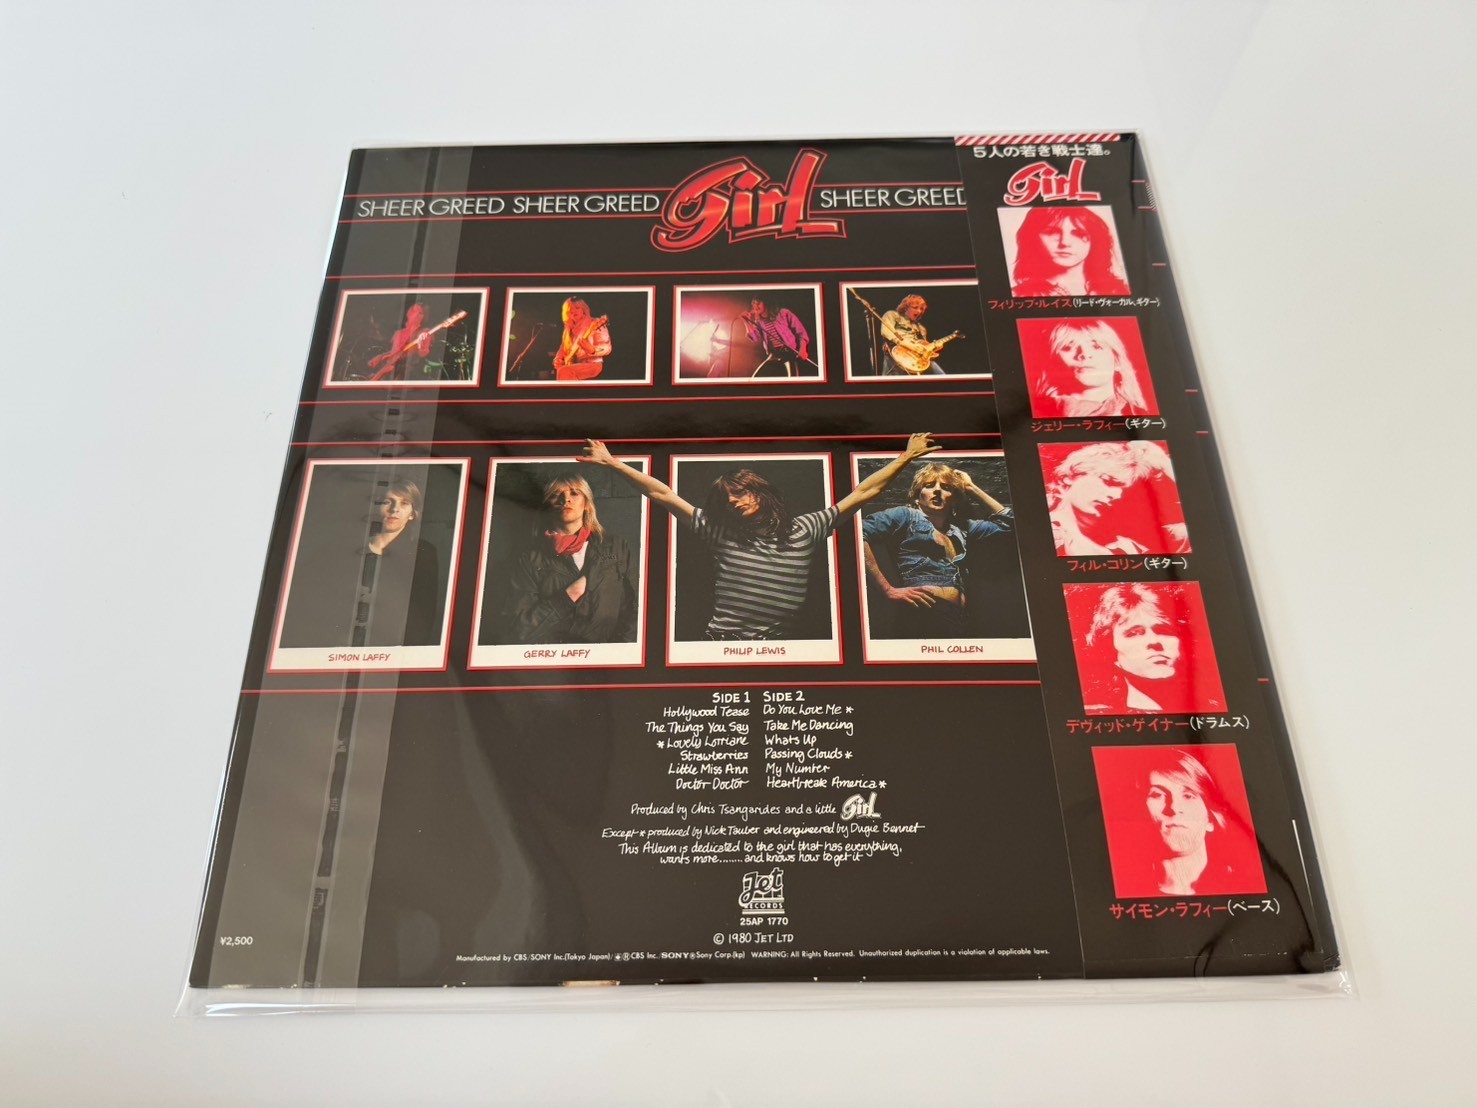 SHEER GREED SHEER GREED Girl SHEER GREED
SIMON LAFFY
GERRY LAFFY
PHILIP LEWIS
PHIL COLLEN
SIDE 1 SIDE 2
Hollywood Tease Do You Love Me *
The Things You Say Take Me Dancing
* Lovely Lorriane Whats Up
Strawberries Passing Clouds *
Little Miss Ann My Number
Doctor Doctor Heartbreak America *
Produced by Chris Tsangarides and a little Girl
Except * produced by Nick Tauber and engineered by Dugie Bennet
This Album is dedicated to the girl that has everything,
wants more........and knows how to get it
Jet
RECORDS
25AP 1770
© 1980 JET LTD
¥2,500
Manufactured by CBS/SONY Inc.(Tokyo Japan)/ ®CBS Inc./SONY®Sony Corp.(kp) WARNING: All Rights Reserved. Unauthorized duplication is a violation of applicable laws.
5人の若き戦士達。
Girl
フィリップ・ルイス(リード・ヴォーカル、ギター)
ジェリー・ラフィー(ギター)
フィル・コリン(ギター)
デヴィッド・ゲイナー(ドラムス)
サイモン・ラフィー(ベース)